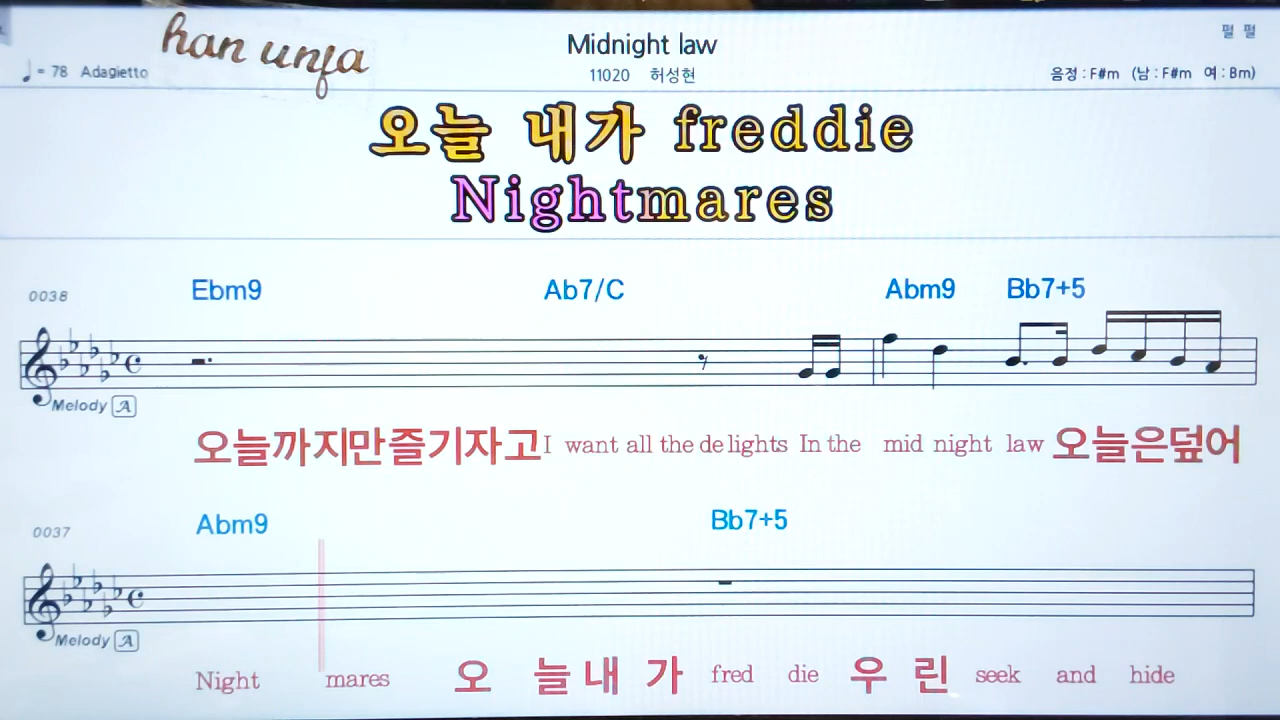 han unja
Midnight law
펄 펄
♩= 78 Adagietto
11020 허성현
음정 : F#m (남 : F#m 여 : Bm)
오늘 내가 freddie
Nightmares
0038
Ebm9 Ab7/C Abm9 Bb7+5
Melody A
오늘까지만즐기자고I want all the de lights In the mid night law 오늘은덮어
0037
Abm9 Bb7+5
Melody A
Night mares 오 늘내 가 fred die 우 린 seek and hide